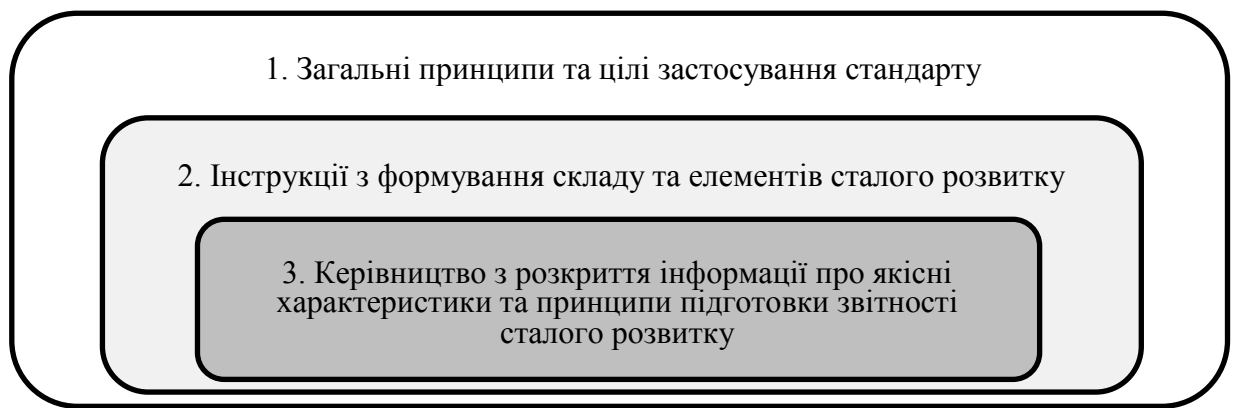 1. Загальні принципи та цілі застосування стандарту
2. Інструкції з формування складу та елементів сталого розвитку
3. Керівництво з розкриття інформації про якісні
характеристики та принципи підготовки звітності
сталого розвитку